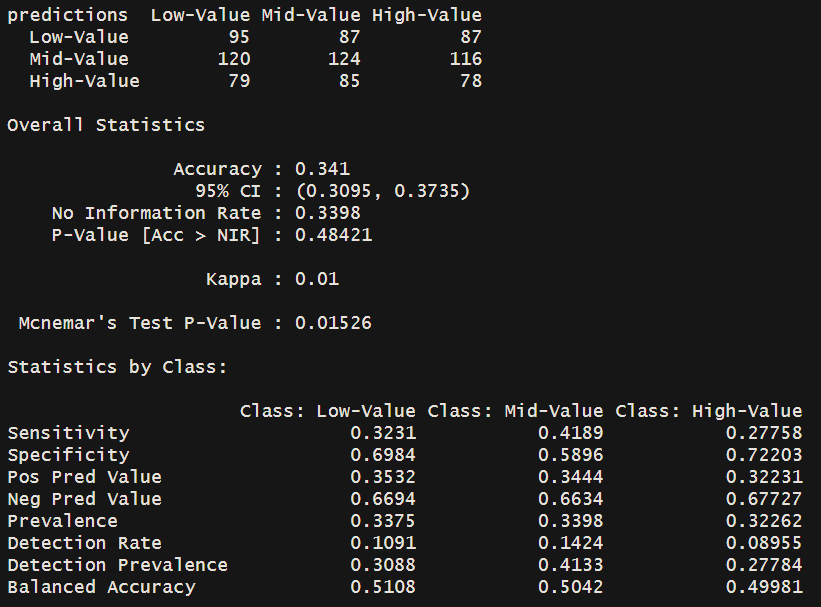 predictions  Low-Value Mid-Value High-Value
  Low-Value         95        87         87
  Mid-Value        120       124        116
  High-Value        79        85         78

Overall Statistics

               Accuracy : 0.341
                 95% CI : (0.3095, 0.3735)
    No Information Rate : 0.3398
    P-Value [Acc > NIR] : 0.48421

                  Kappa : 0.01

 Mcnemar's Test P-Value : 0.01526

Statistics by Class:

                     Class: Low-Value Class: Mid-Value Class: High-Value
Sensitivity                    0.3231           0.4189           0.27758
Specificity                    0.6984           0.5896           0.72203
Pos Pred Value                 0.3532           0.3444           0.32231
Neg Pred Value                 0.6694           0.6634           0.67727
Prevalence                     0.3375           0.3398           0.32262
Detection Rate                 0.1091           0.1424           0.08955
Detection Prevalence           0.3088           0.4133           0.27784
Balanced Accuracy              0.5108           0.5042           0.49981